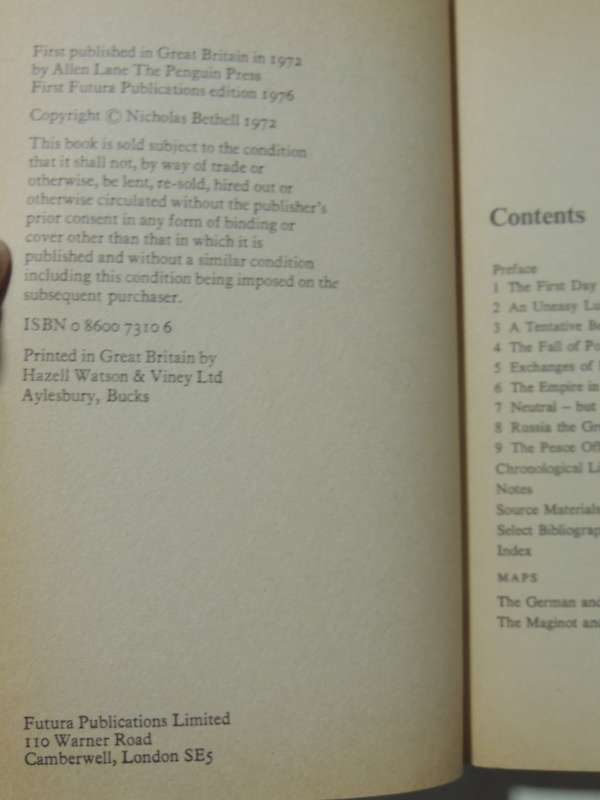 First published in Great Britain in 1972
by Allen Lane The Penguin Press
First Futura Publications edition 1976
Copyright © Nicholas Bethell 1972
This book is sold subject to the condition
that it shall not, by way of trade or
otherwise, be lent, re-sold, hired out or
otherwise circulated without the publisher's
prior consent in any form of binding or
cover other than that in which it is
published and without a similar condition
including this condition being imposed on the
subsequent purchaser.
ISBN 0 8600 7310 6
Printed in Great Britain by
Hazell Watson & Viney Ltd
Aylesbury, Bucks
Futura Publications Limited
110 Warner Road
Camberwell, London SE5
Contents
Preface
1 The First Day
2 An Uneasy
3 A Tentative
4 The Fall of
5 Exchanges of
6 The Empire in
7 Neutral – but
8 Russia the
9 The Peace
Chronological
Notes
Source Materials
Select
Index
MAPS
The German
The Maginot